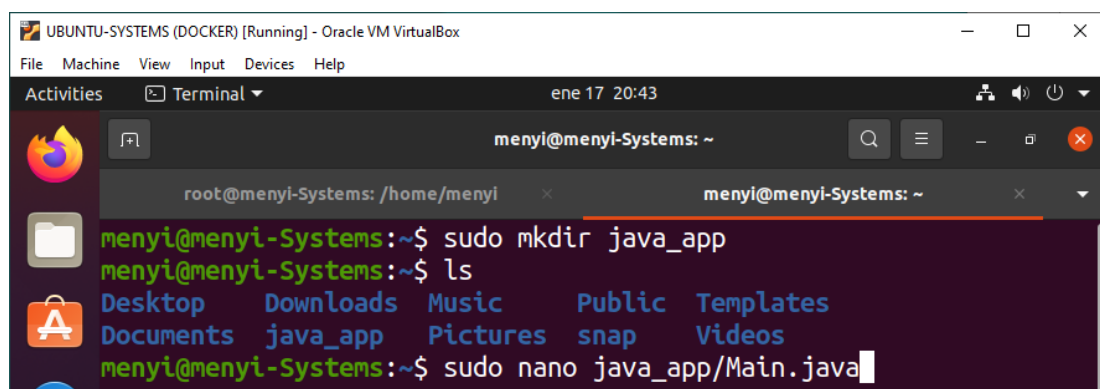 UBUNTU-SYSTEMS (DOCKER) [Running] - Oracle VM VirtualBox
File Machine View Input Devices Help
Activities Terminal ene 17 20:43
menyi@menyi-Systems: ~
root@menyi-Systems: /home/menyi menyi@menyi-Systems: ~
menyi@menyi-Systems:~$ sudo mkdir java_app
menyi@menyi-Systems:~$ ls
Desktop Downloads Music Public Templates
Documents java_app Pictures snap Videos
menyi@menyi-Systems:~$ sudo nano java_app/Main.java